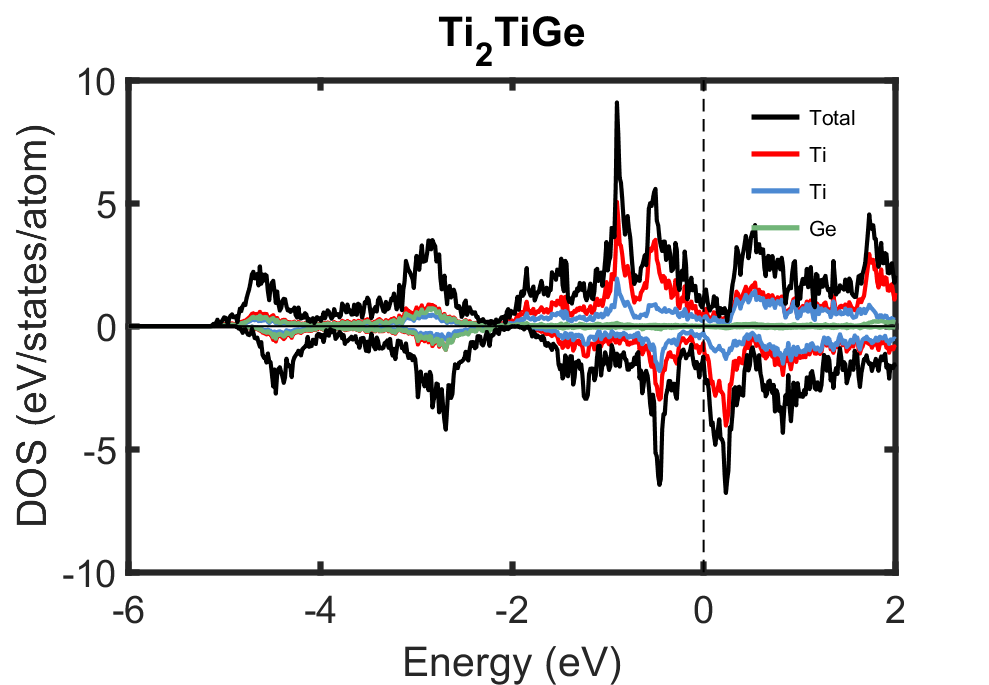 Ti2TiGe
10
5
0
-5
-10
DOS (eV/states/atom)
Total
Ti
Ti
Ge
-6 -4 -2 0 2
Energy (eV)